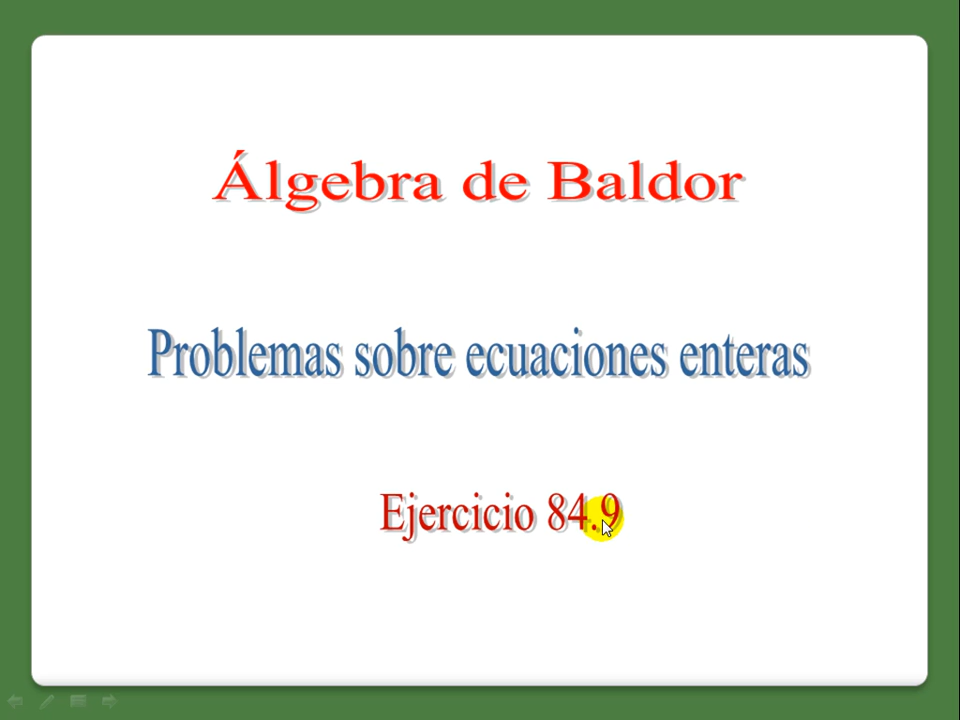 Álgebra de Baldor
Problemas sobre ecuaciones enteras
Ejercicio 84.9